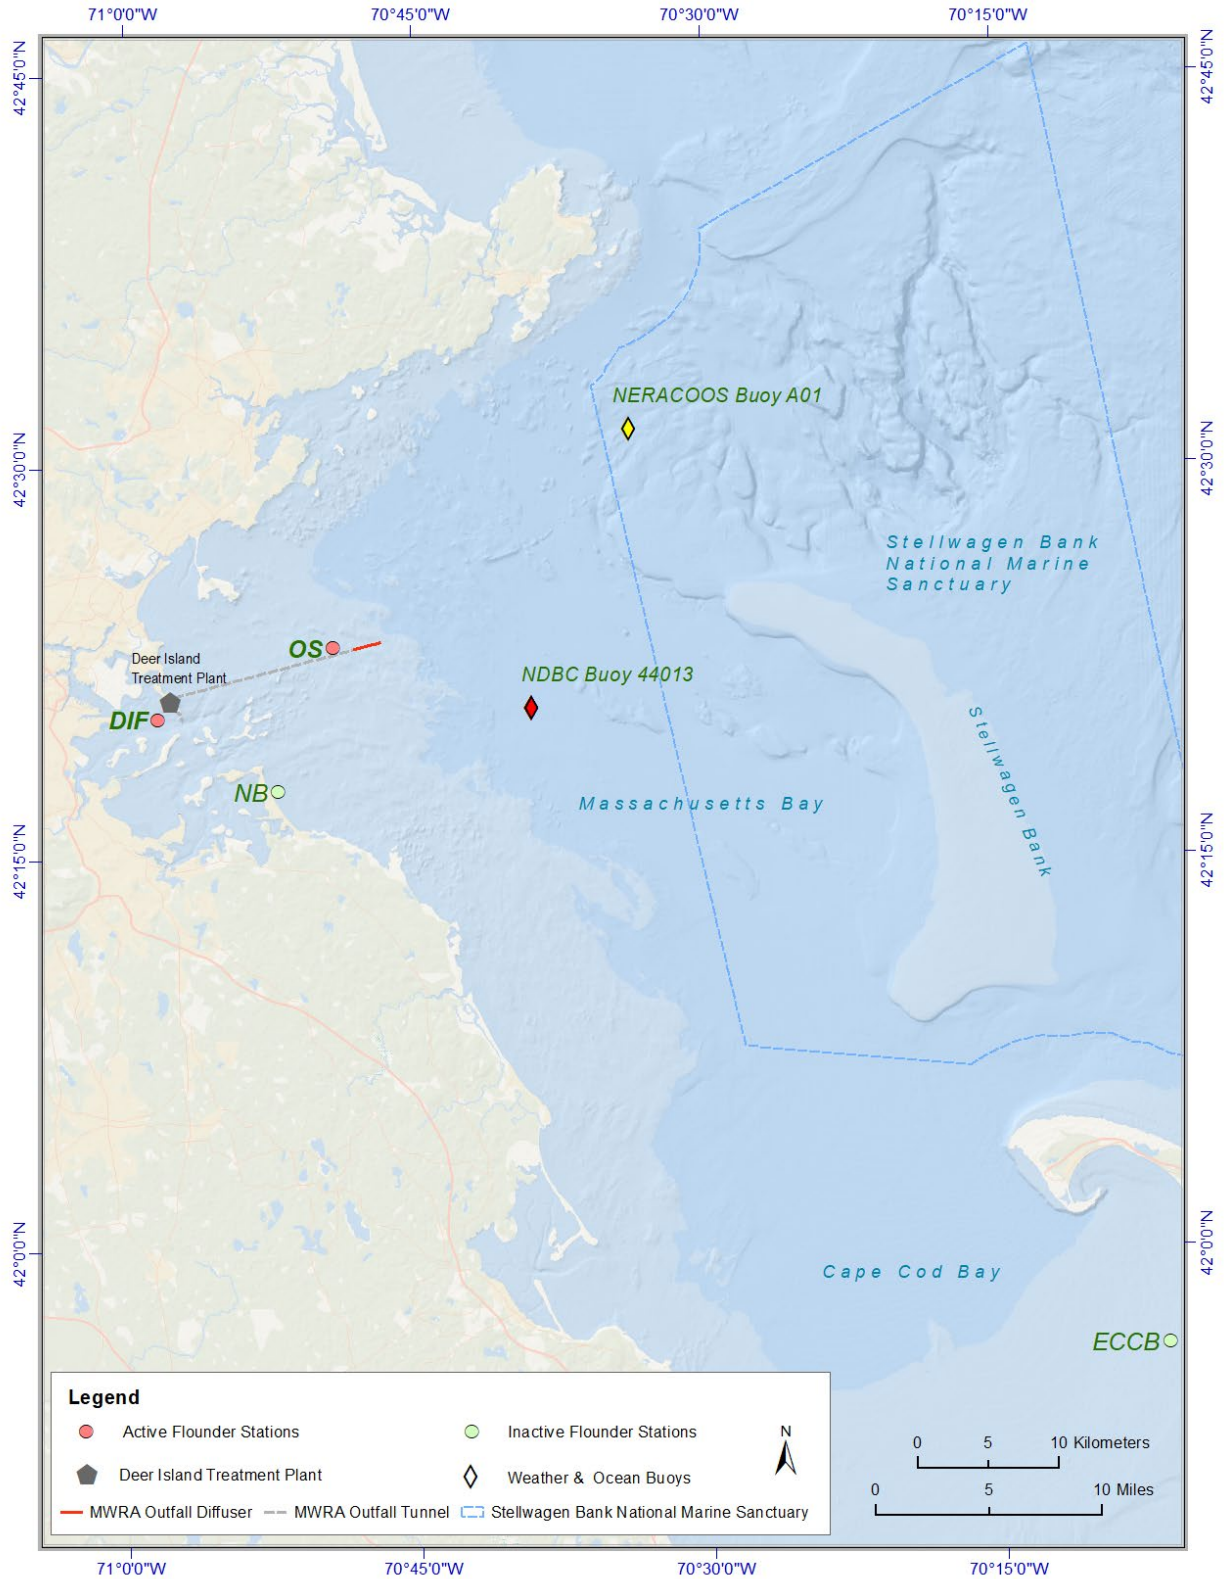 71°0'0"W 70°45'0"W 70°30'0"W 70°15'0"W
42°45'0"N 42°45'0"N
NERACOOS Buoy A01
42°30'0"N 42°30'0"N
Stellwagen Bank
National Marine
Sanctuary
OS
Deer Island
Treatment Plant
NDBC Buoy 44013
DIF
Stellwagen Bank
NB
Massachusetts Bay
42°15'0"N 42°15'0"N
42°0'0"N 42°0'0"N
Cape Cod Bay
ECCB
Legend
Active Flounder Stations Inactive Flounder Stations
N
Deer Island Treatment Plant Weather & Ocean Buoys
MWRA Outfall Diffuser MWRA Outfall Tunnel Stellwagen Bank National Marine Sanctuary
0 5 10 Kilometers
0 5 10 Miles
71°0'0"W 70°45'0"W 70°30'0"W 70°15'0"W